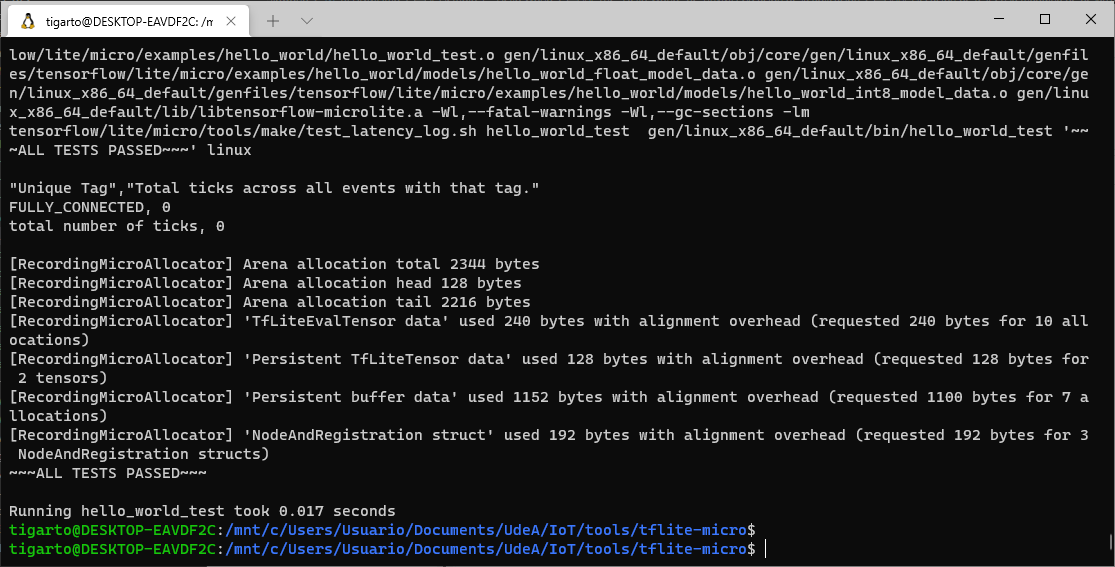 tigarto@DESKTOP-EAVDF2C: /m
low/lite/micro/examples/hello_world/hello_world_test.o gen/linux_x86_64_default/obj/core/gen/linux_x86_64_default/genfil
es/tensorflow/lite/micro/examples/hello_world/models/hello_world_float_model_data.o gen/linux_x86_64_default/obj/core/ge
n/linux_x86_64_default/genfiles/tensorflow/lite/micro/examples/hello_world/models/hello_world_int8_model_data.o gen/linu
x_x86_64_default/lib/libtensorflow-microlite.a -Wl,--fatal-warnings -Wl,--gc-sections -lm
tensorflow/lite/micro/tools/make/test_latency_log.sh hello_world_test  gen/linux_x86_64_default/bin/hello_world_test '~~
~ALL TESTS PASSED~~~' linux
"Unique Tag","Total ticks across all events with that tag."
FULLY_CONNECTED, 0
total number of ticks, 0
[RecordingMicroAllocator] Arena allocation total 2344 bytes
[RecordingMicroAllocator] Arena allocation head 128 bytes
[RecordingMicroAllocator] Arena allocation tail 2216 bytes
[RecordingMicroAllocator] 'TfLiteEvalTensor data' used 240 bytes with alignment overhead (requested 240 bytes for 10 all
ocations)
[RecordingMicroAllocator] 'Persistent TfLiteTensor data' used 128 bytes with alignment overhead (requested 128 bytes for
 2 tensors)
[RecordingMicroAllocator] 'Persistent buffer data' used 1152 bytes with alignment overhead (requested 1100 bytes for 7 a
llocations)
[RecordingMicroAllocator] 'NodeAndRegistration struct' used 192 bytes with alignment overhead (requested 192 bytes for 3
 NodeAndRegistration structs)
~~~ALL TESTS PASSED~~~
Running hello_world_test took 0.017 seconds
tigarto@DESKTOP-EAVDF2C:/mnt/c/Users/Usuario/Documents/UdeA/IoT/tools/tflite-micro$
tigarto@DESKTOP-EAVDF2C:/mnt/c/Users/Usuario/Documents/UdeA/IoT/tools/tflite-micro$